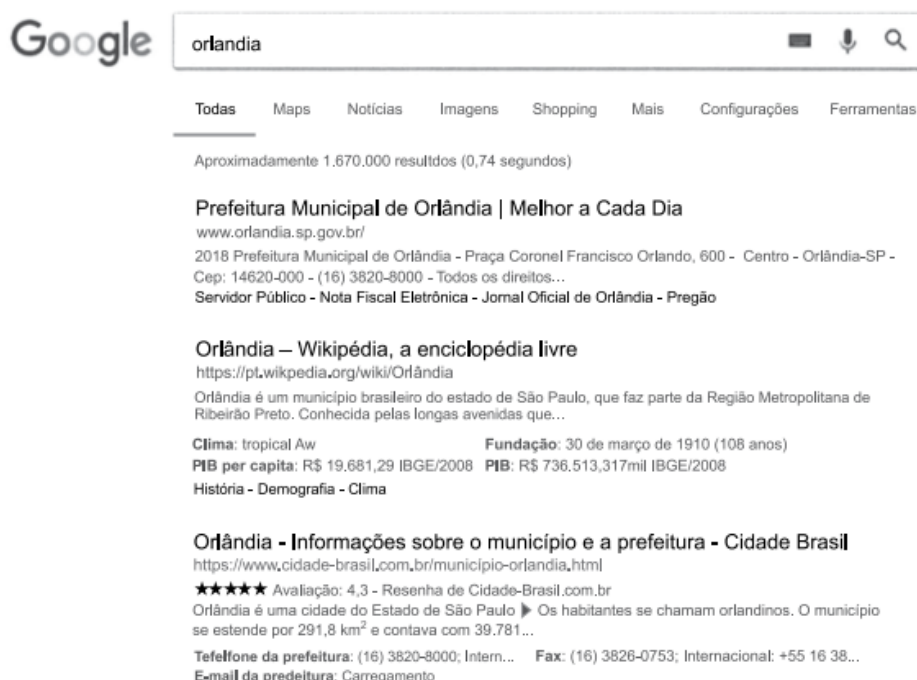 Google
orlandia
Todas Maps Notícias Imagens Shopping Mais Configurações Ferramentas
Aproximadamente 1.670.000 resultdos (0,74 segundos)
Prefeitura Municipal de Orlândia | Melhor a Cada Dia
www.orlandia.sp.gov.br/
2018 Prefeitura Municipal de Orlândia - Praça Coronel Francisco Orlando, 600 - Centro - Orlândia-SP -
Cep: 14620-000 - (16) 3820-8000 - Todos os direitos...
Servidor Público - Nota Fiscal Eletrônica - Jornal Oficial de Orlândia - Pregão
Orlândia – Wikipédia, a enciclopédia livre
https://pt.wikpedia.org/wiki/Orlândia
Orlândia é um município brasileiro do estado de São Paulo, que faz parte da Região Metropolitana de
Ribeirão Preto. Conhecida pelas longas avenidas que...
Clima: tropical Aw Fundação: 30 de março de 1910 (108 anos)
PIB per capita: R$ 19.681,29 IBGE/2008 PIB: R$ 736.513,317mil IBGE/2008
História - Demografia - Clima
Orlândia - Informações sobre o município e a prefeitura - Cidade Brasil
https://www.cidade-brasil.com.br/município-orlandia.html
★★★★★ Avaliação: 4,3 - Resenha de Cidade-Brasil.com.br
Orlândia é uma cidade do Estado de São Paulo ▶ Os habitantes se chamam orlandinos. O município
se estende por 291,8 km² e contava com 39.781...
Tefelfone da prefeitura: (16) 3820-8000; Intern... Fax: (16) 3826-0753; Internacional: +55 16 38...
E-mail da predeitura: Carregamento